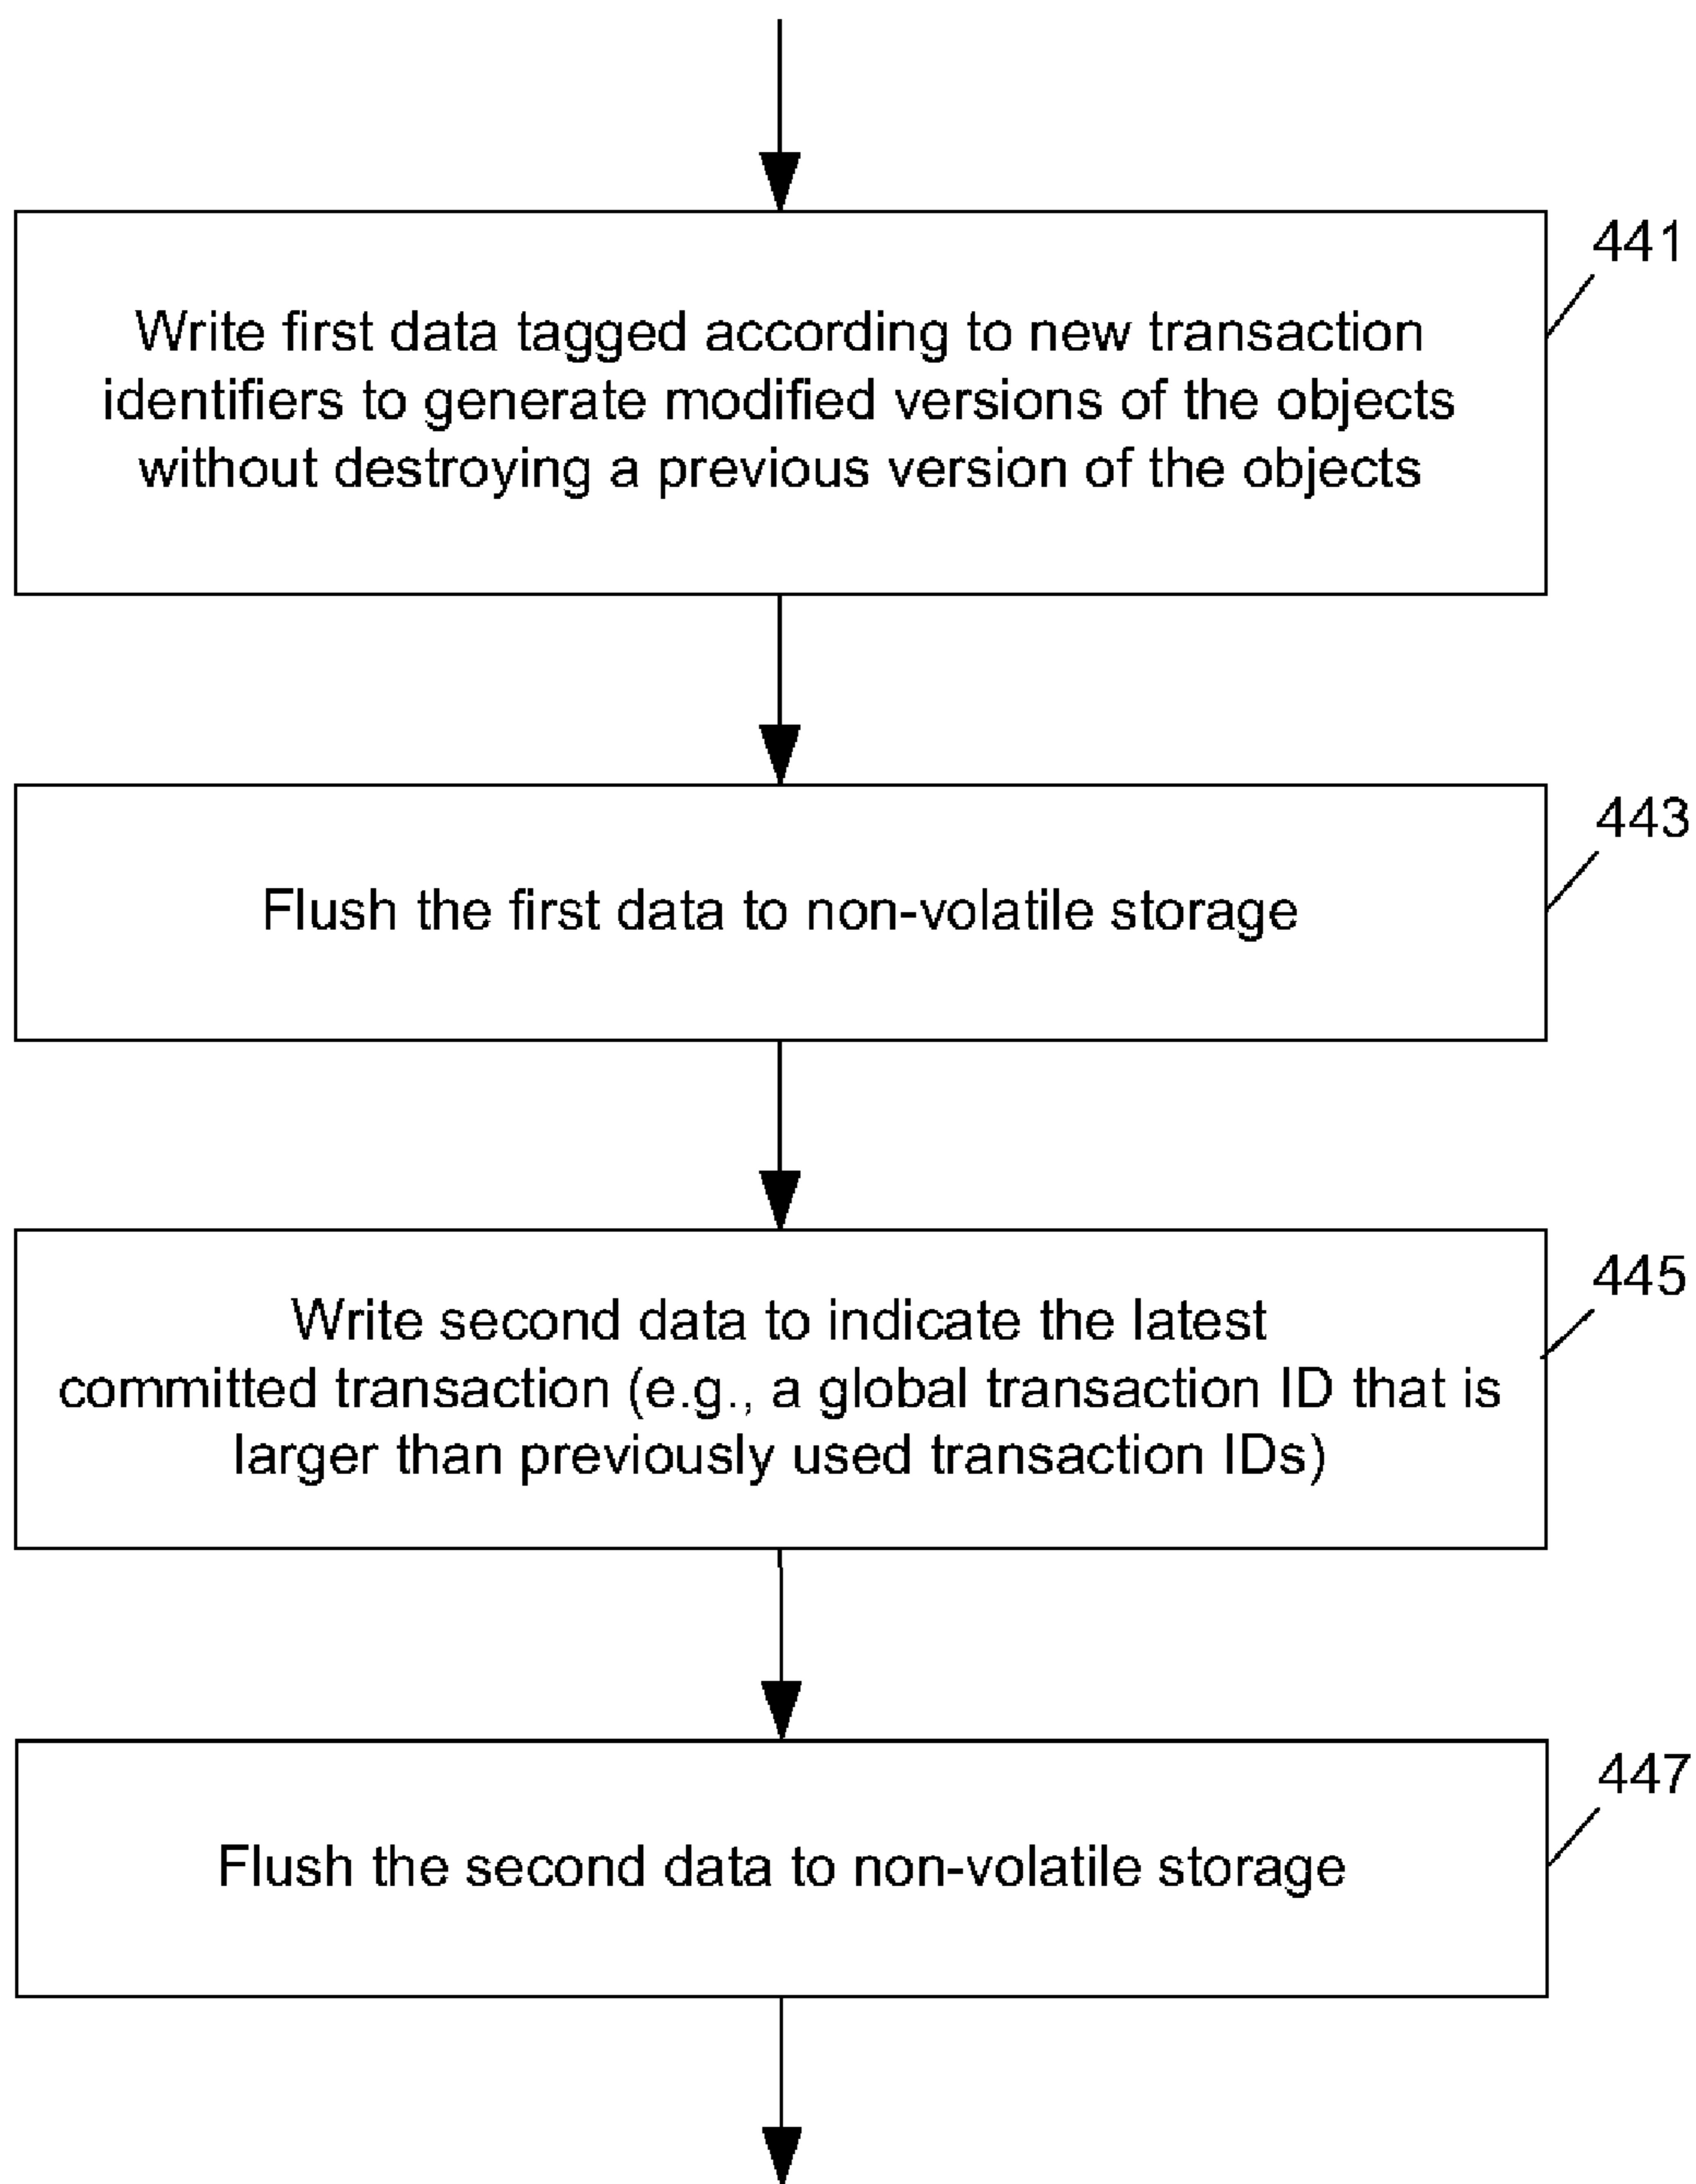 441
Write first data tagged according to new transaction
identifiers to generate modified versions of the objects
without destroying a previous version of the objects
443
Flush the first data to non-volatile storage
445
Write second data to indicate the latest
committed transaction (e.g., a global transaction ID that is
larger than previously used transaction IDs)
447
Flush the second data to non-volatile storage